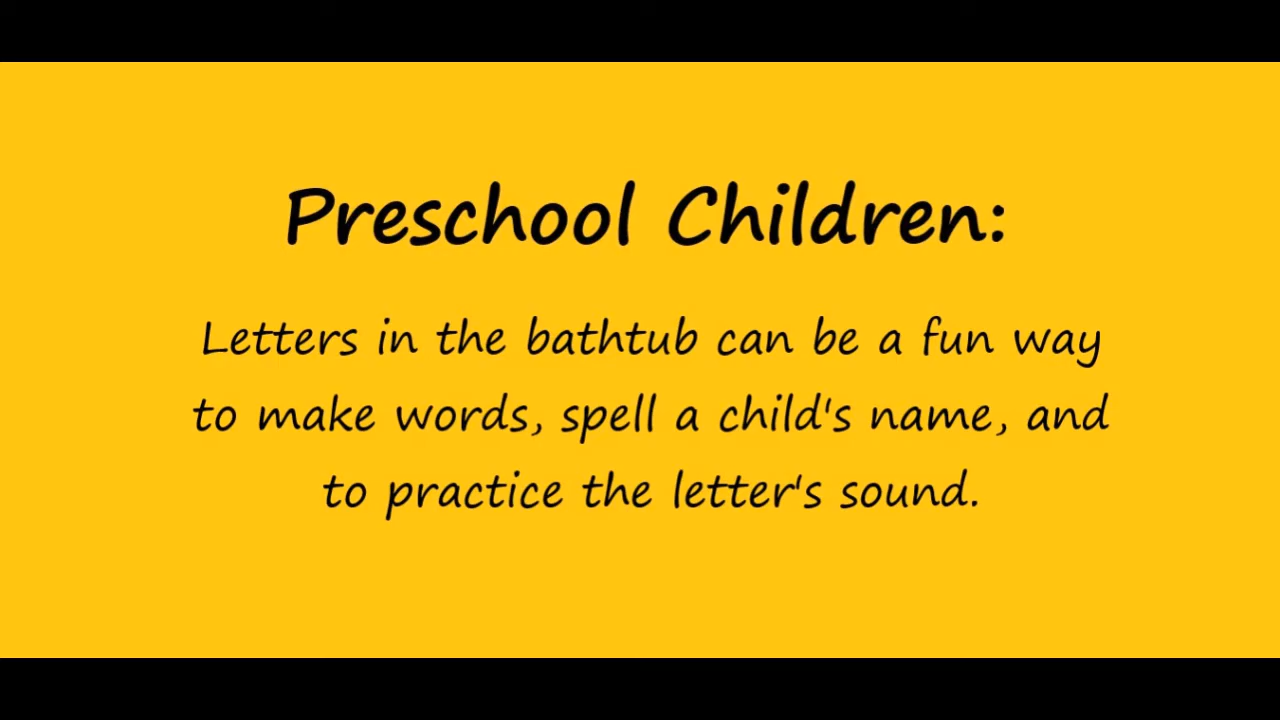 Preschool Children:
Letters in the bathtub can be a fun way
to make words, spell a child's name, and
to practice the letter's sound.